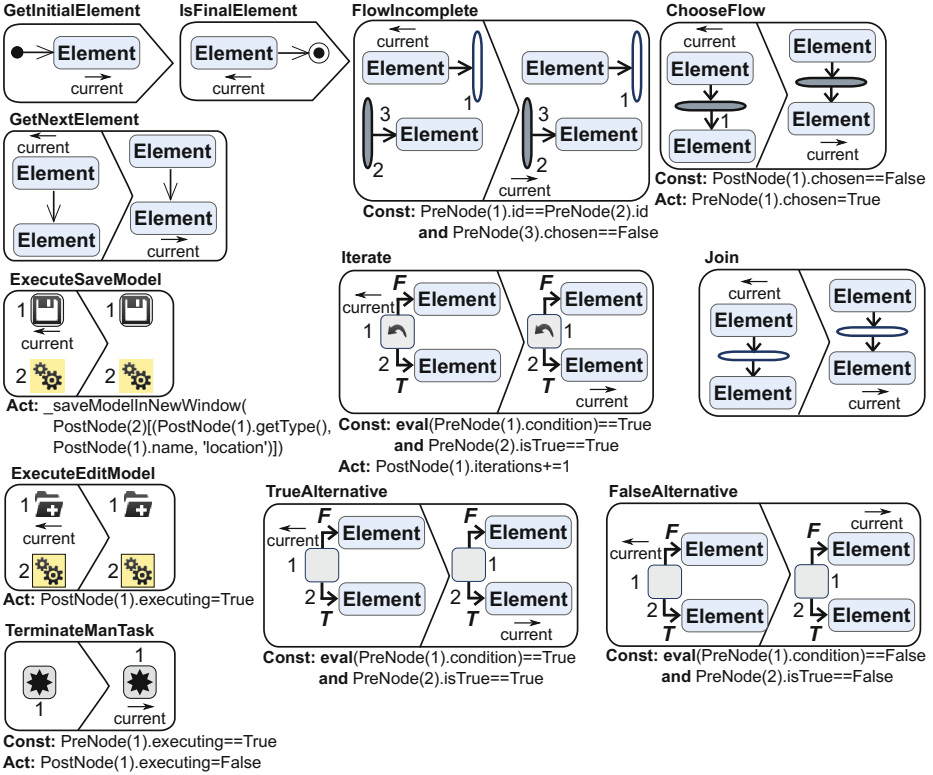 GetInitialElement
Element
current
IsFinalElement
Element
current
FlowIncomplete
current
Element
1
3
Element
2
Element
1
3
Element
2
current
Const: PreNode(1).id==PreNode(2).id
and PreNode(3).chosen==False
ChooseFlow
current
Element
1
Element
Element
Element
current
Const: PostNode(1).chosen==False
Act: PreNode(1).chosen=True
GetNextElement
current
Element
Element
Element
Element
current
ExecuteSaveModel
1
current
2
1
2
Act: _saveModelInNewWindow(
PostNode(2)[(PostNode(1).getType(),
PostNode(1).name, 'location')])
Iterate
current
F
Element
1
2
Element
T
F
Element
1
2
Element
T
current
Const: eval(PreNode(1).condition)==True
and PreNode(2).isTrue==True
Act: PostNode(1).iterations+=1
Join
current
Element
Element
Element
Element
current
ExecuteEditModel
1
current
2
1
2
Act: PostNode(1).executing=True
TrueAlternative
current
F
Element
1
2
Element
T
F
Element
1
2
Element
T
current
Const: eval(PreNode(1).condition)==True
and PreNode(2).isTrue==True
FalseAlternative
current
F
Element
1
2
Element
T
current
F
Element
1
2
Element
T
Const: eval(PreNode(1).condition)==False
and PreNode(2).isTrue==False
TerminateManTask
1
1
current
Const: PreNode(1).executing==True
Act: PostNode(1).executing=False